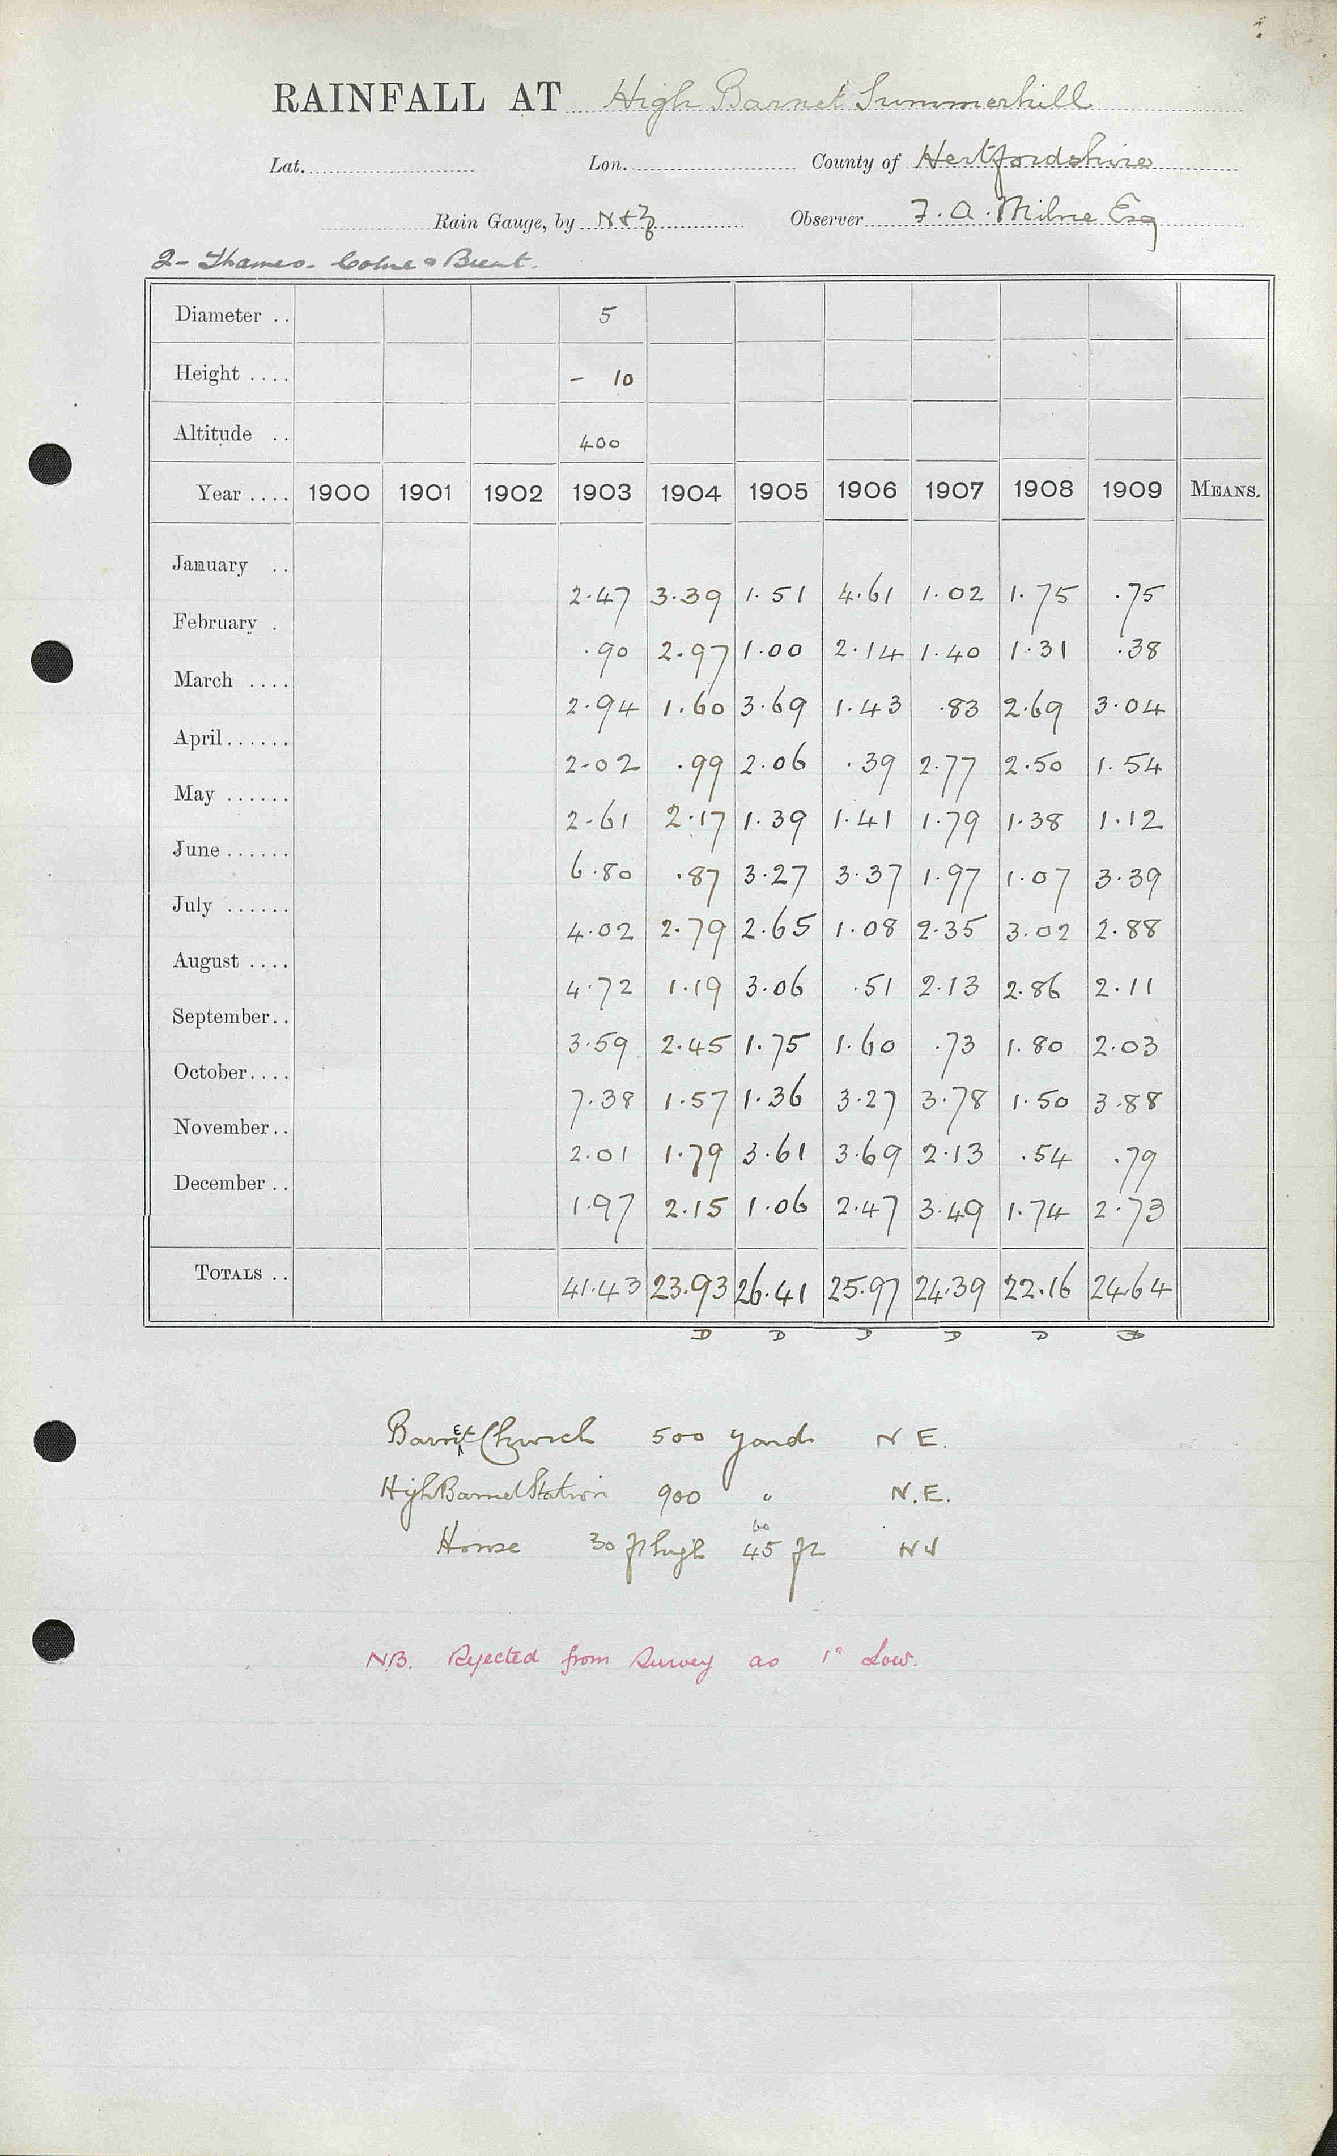 RAINFALL AT High Barnet Summerhill
Lat. Lon. County of Hertfordshire
Rain Gauge, by N & Z Observer F. A. Milne Esq
2 - Thames - Colne & Brent.
Diameter .. 5
Height .... - 10
Altitude .. 400
Year .... 1900 1901 1902 1903 1904 1905 1906 1907 1908 1909 MEANS.
January .. 2.47 3.39 1.51 4.61 1.02 1.75 .75
February . .90 2.97 1.00 2.14 1.40 1.31 .38
March .... 2.94 1.60 3.69 1.43 .83 2.69 3.04
April...... 2.02 .99 2.06 .39 2.77 2.50 1.54
May ...... 2.61 2.17 1.39 1.41 1.79 1.38 1.12
June...... 6.80 .87 3.27 3.37 1.97 1.07 3.39
July ...... 4.02 2.79 2.65 1.08 2.35 3.02 2.88
August .... 4.72 1.19 3.06 .51 2.13 2.86 2.11
September.. 3.59 2.45 1.75 1.60 .73 1.80 2.03
October.... 7.38 1.57 1.36 3.27 3.78 1.50 3.88
November.. 2.01 1.79 3.61 3.69 2.13 .54 .79
December .. 1.97 2.15 1.06 2.47 3.49 1.74 2.73
TOTALS .. 41.43 23.93 26.41 25.97 24.39 22.16 24.64
D D D D D D
Barnet Church 500 yards N E.
High Barnet Station 900 " N.E.
House 30 ft high 45 ft
60
NB. Rejected from Survey as 1" Low.